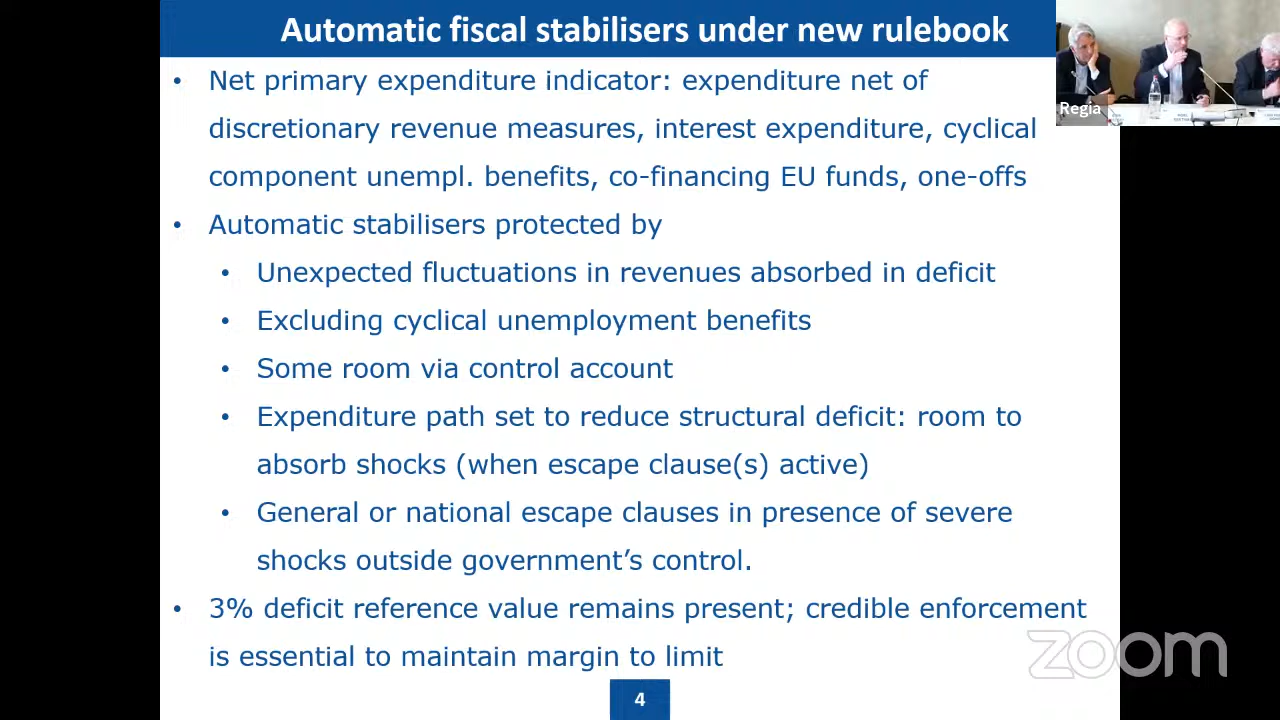 Automatic fiscal stabilisers under new rulebook
• Net primary expenditure indicator: expenditure net of
discretionary revenue measures, interest expenditure, cyclical
component unempl. benefits, co-financing EU funds, one-offs
• Automatic stabilisers protected by
• Unexpected fluctuations in revenues absorbed in deficit
• Excluding cyclical unemployment benefits
• Some room via control account
• Expenditure path set to reduce structural deficit: room to
absorb shocks (when escape clause(s) active)
• General or national escape clauses in presence of severe
shocks outside government’s control.
• 3% deficit reference value remains present; credible enforcement
is essential to maintain margin to limit
4
Regia
zoom